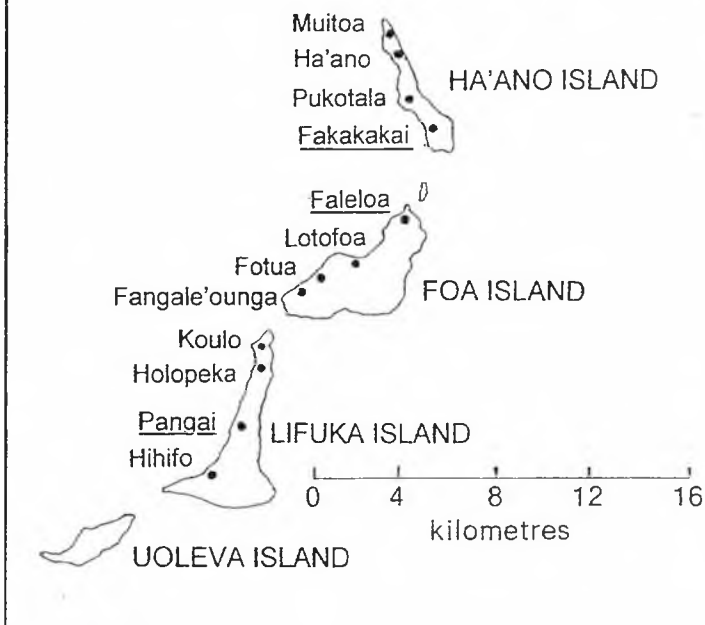 Muitoa
Ha'ano
HA'ANO ISLAND
Pukotala
Fakakakai
Faleloa
Lotofoa
Fotua
FOA ISLAND
Fangale'ounga
Koulo
Holopeka
Pangai
LIFUKA ISLAND
Hihifo
0 4 8 12 16
kilometres
UOLEVA ISLAND